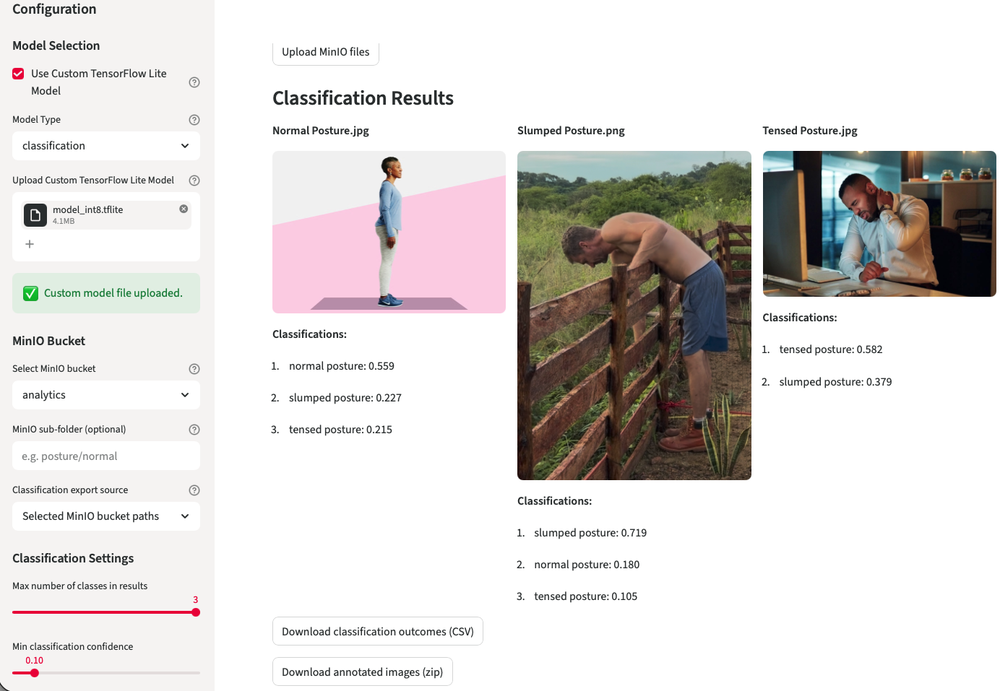 Configuration
Model Selection
Use Custom TensorFlow Lite
Model
Model Type
classification
Upload Custom TensorFlow Lite Model
model_int8.tflite
4.1MB
Custom model file uploaded.
MinIO Bucket
Select MinIO bucket
analytics
MinIO sub-folder (optional)
e.g. posture/normal
Classification export source
Selected MinIO bucket paths
Classification Settings
Max number of classes in results
3
Min classification confidence
0.10
Upload MinIO files
Classification Results
Normal Posture.jpg
Classifications:
1. normal posture: 0.559
2. slumped posture: 0.227
3. tensed posture: 0.215
Slumped Posture.png
Classifications:
1. slumped posture: 0.719
2. normal posture: 0.180
3. tensed posture: 0.105
Tensed Posture.jpg
Classifications:
1. tensed posture: 0.582
2. slumped posture: 0.379
Download classification outcomes (CSV)
Download annotated images (zip)